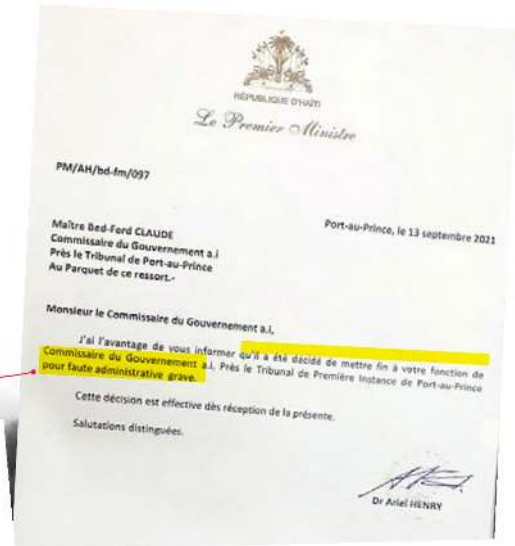 RÉPUBLIQUE D'HAÏTI
Le Premier Ministre
PM/AH/bd-fm/097
Port-au-Prince, le 13 septembre 2021
Maître Bed-Ford CLAUDE
Commissaire du Gouvernement a.i
Près le Tribunal de Port-au-Prince
Au Parquet de ce ressort.-
Monsieur le Commissaire du Gouvernement a.i,
J'ai l'avantage de vous informer qu'il a été décidé de mettre fin à votre fonction de
Commissaire du Gouvernement a.i, Près le Tribunal de Première Instance de Port-au-Prince
pour faute administrative grave.
Cette décision est effective dès réception de la présente.
Salutations distinguées.
Dr Ariel HENRY